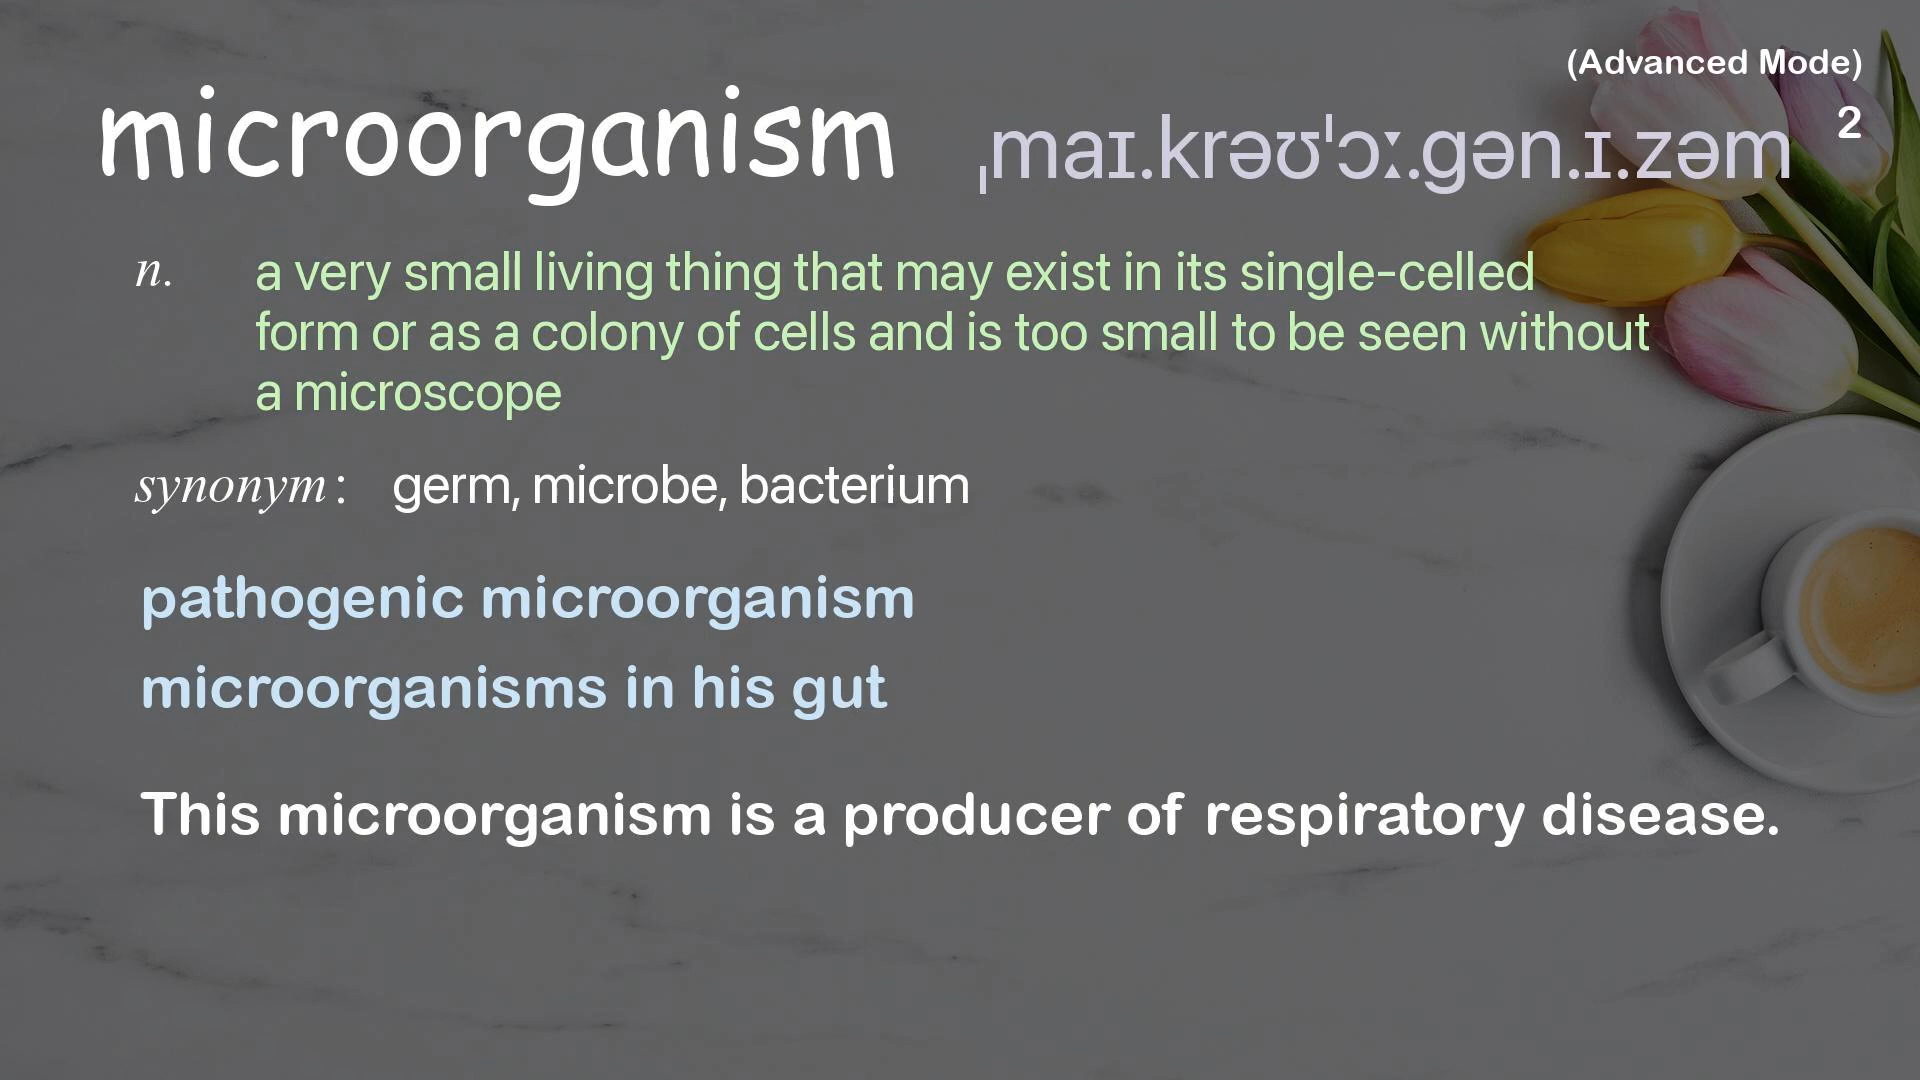 (Advanced Mode)
microorganism ˌmaɪ.krəʊˈɔː.gən.ɪ.zəm 2
n. a very small living thing that may exist in its single-celled
form or as a colony of cells and is too small to be seen without
a microscope
synonym: germ, microbe, bacterium
pathogenic microorganism
microorganisms in his gut
This microorganism is a producer of respiratory disease.